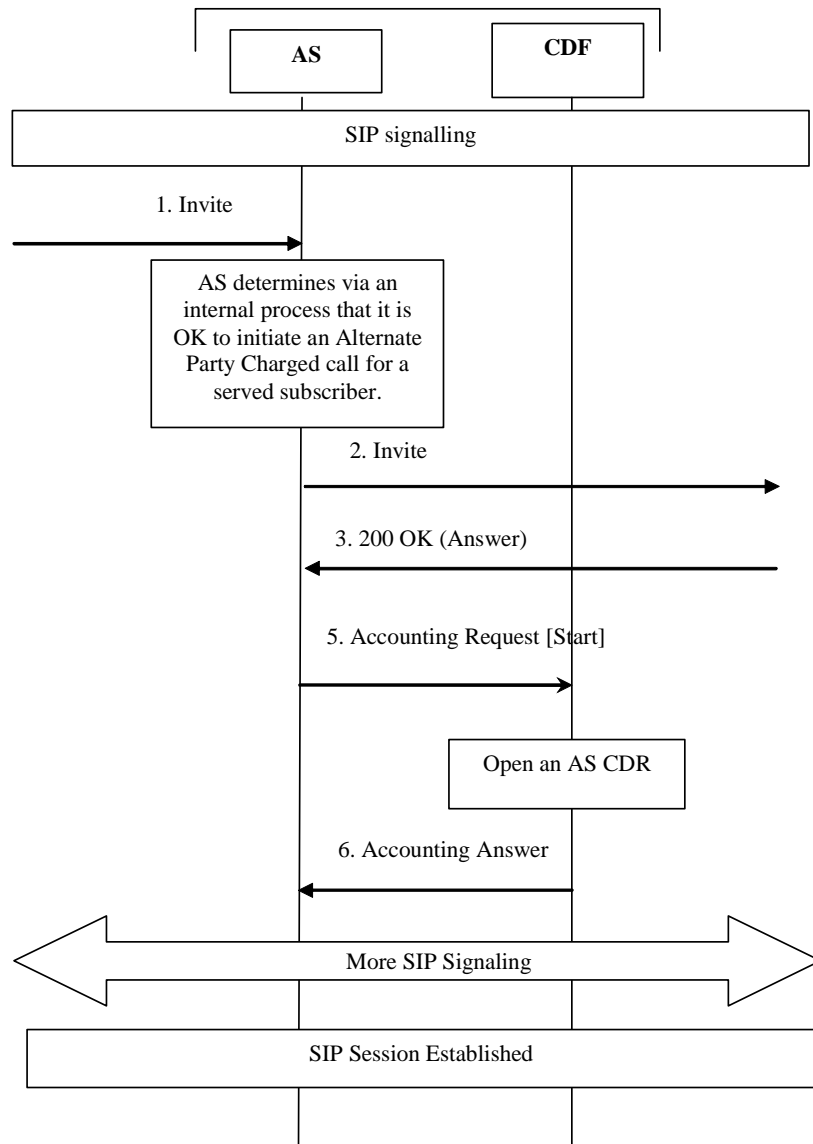 AS
CDF
SIP signalling
1. Invite
AS determines via an
internal process that it is
OK to initiate an Alternate
Party Charged call for a
served subscriber.
2. Invite
3. 200 OK (Answer)
5. Accounting Request [Start]
Open an AS CDR
6. Accounting Answer
More SIP Signaling
SIP Session Established